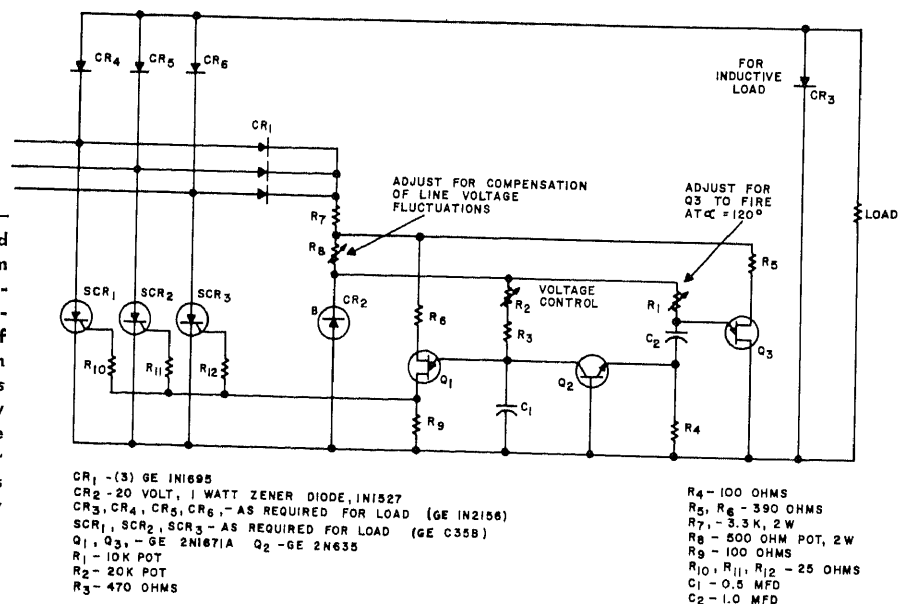 CR4
CR5
CR6
FOR
INDUCTIVE
LOAD
CR3
CR1
ADJUST FOR COMPENSATION
OF LINE VOLTAGE
FLUCTUATIONS
ADJUST FOR
Q3 TO FIRE
AT ∝ = 120°
LOAD
R7
R8
R5
SCR1
SCR2
SCR3
B
CR2
R6
R2
VOLTAGE
CONTROL
R1
R3
C2
Q3
R10
R11
R12
Q1
Q2
C1
R9
R4
CR1 -(3) GE IN1695
CR2 - 20 VOLT, 1 WATT ZENER DIODE, IN1527
CR3, CR4, CR5, CR6,- AS REQUIRED FOR LOAD (GE IN2156)
SCR1, SCR2, SCR3 - AS REQUIRED FOR LOAD (GE C35B)
Q1, Q3, - GE 2N1671A Q2 - GE 2N635
R1 - 10K POT
R2 - 20K POT
R3 - 470 OHMS
R4 - 100 OHMS
R5, R6 - 390 OHMS
R7, - 3.3 K, 2 W
R8 - 500 OHM POT, 2W
R9 - 100 OHMS
R10, R11, R12 - 25 OHMS
C1 - 0.5 MFD
C2 - 1.0 MFD